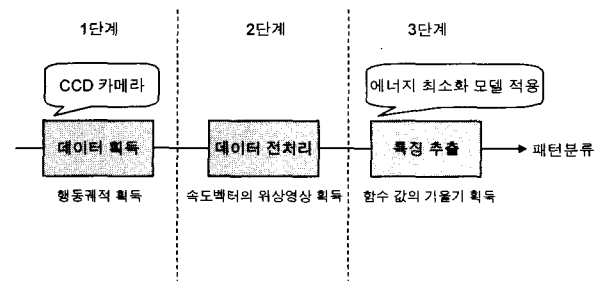 1단계
2단계
3단계
CCD 카메라
에너지 최소화 모델 적용
데이터 획득
데이터 전처리
특징 추출
패턴분류
행동궤적 획득
속도벡터의 위상영상 획득
함수 값의 기울기 획득